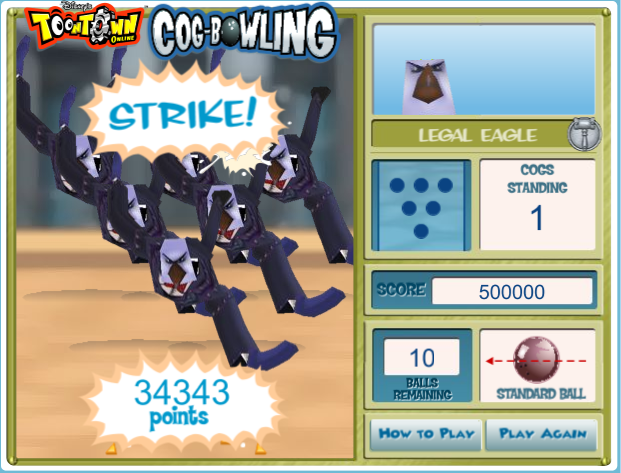 Disney's
TOONTOWN
ONLINE
COG-BOWLING
STRIKE!
34343
points
LEGAL EAGLE
COGS
STANDING
1
SCORE
500000
10
BALLS
REMAINING
STANDARD BALL
HOW TO PLAY
PLAY AGAIN